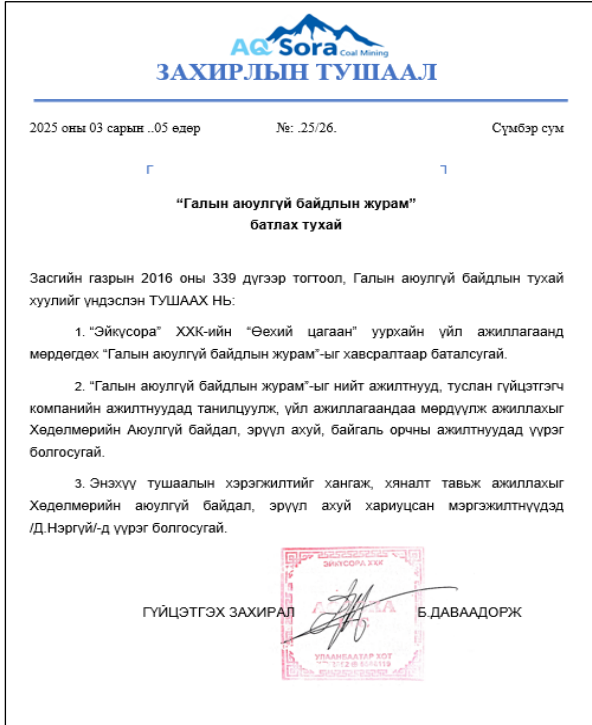 AQ Sora Coal Mining
ЗАХИРЛЫН ТУШААЛ
2025 оны 03 сарын ..05 өдөр №: .25/26. Сүмбэр сум
“Галын аюулгүй байдлын журам”
батлах тухай
Засгийн газрын 2016 оны 339 дүгээр тогтоол, Галын аюулгүй байдлын тухай
хуулийг үндэслэн ТУШААХ НЬ:
1. “Эйкүсора” ХХК-ийн “Өехий цагаан” уурхайн үйл ажиллагаанд
мөрдөгдөх “Галын аюулгүй байдлын журам”-ыг хавсралтаар баталсугай.
2. “Галын аюулгүй байдлын журам”-ыг нийт ажилтнууд, туслан гүйцэтгэгч
компанийн ажилтнуудад танилцуулж, үйл ажиллагаандаа мөрдүүлж ажиллахыг
Хөдөлмөрийн Аюулгүй байдал, эрүүл ахуй, байгаль орчны ажилтнуудад үүрэг
болгосугай.
3. Энэхүү тушаалын хэрэгжилтийг хангаж, хяналт тавьж ажиллахыг
Хөдөлмөрийн аюулгүй байдал, эрүүл ахуй хариуцсан мэргэжилтнүүдэд
/Д.Нэргүй/-д үүрэг болгосугай.
ЭЙКҮСОРА ХХК
ГҮЙЦЭТГЭХ ЗАХИРАЛ Б.ДАВААДОРЖ
УЛААНБААТАР ХОТ